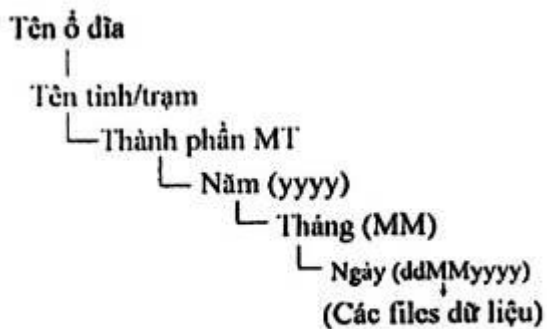 Tên ổ đĩa
Tên tỉnh/trạm
Thành phần MT
Năm (yyyy)
Tháng (MM)
Ngày (ddMMyyyy)
(Các files dữ liệu)